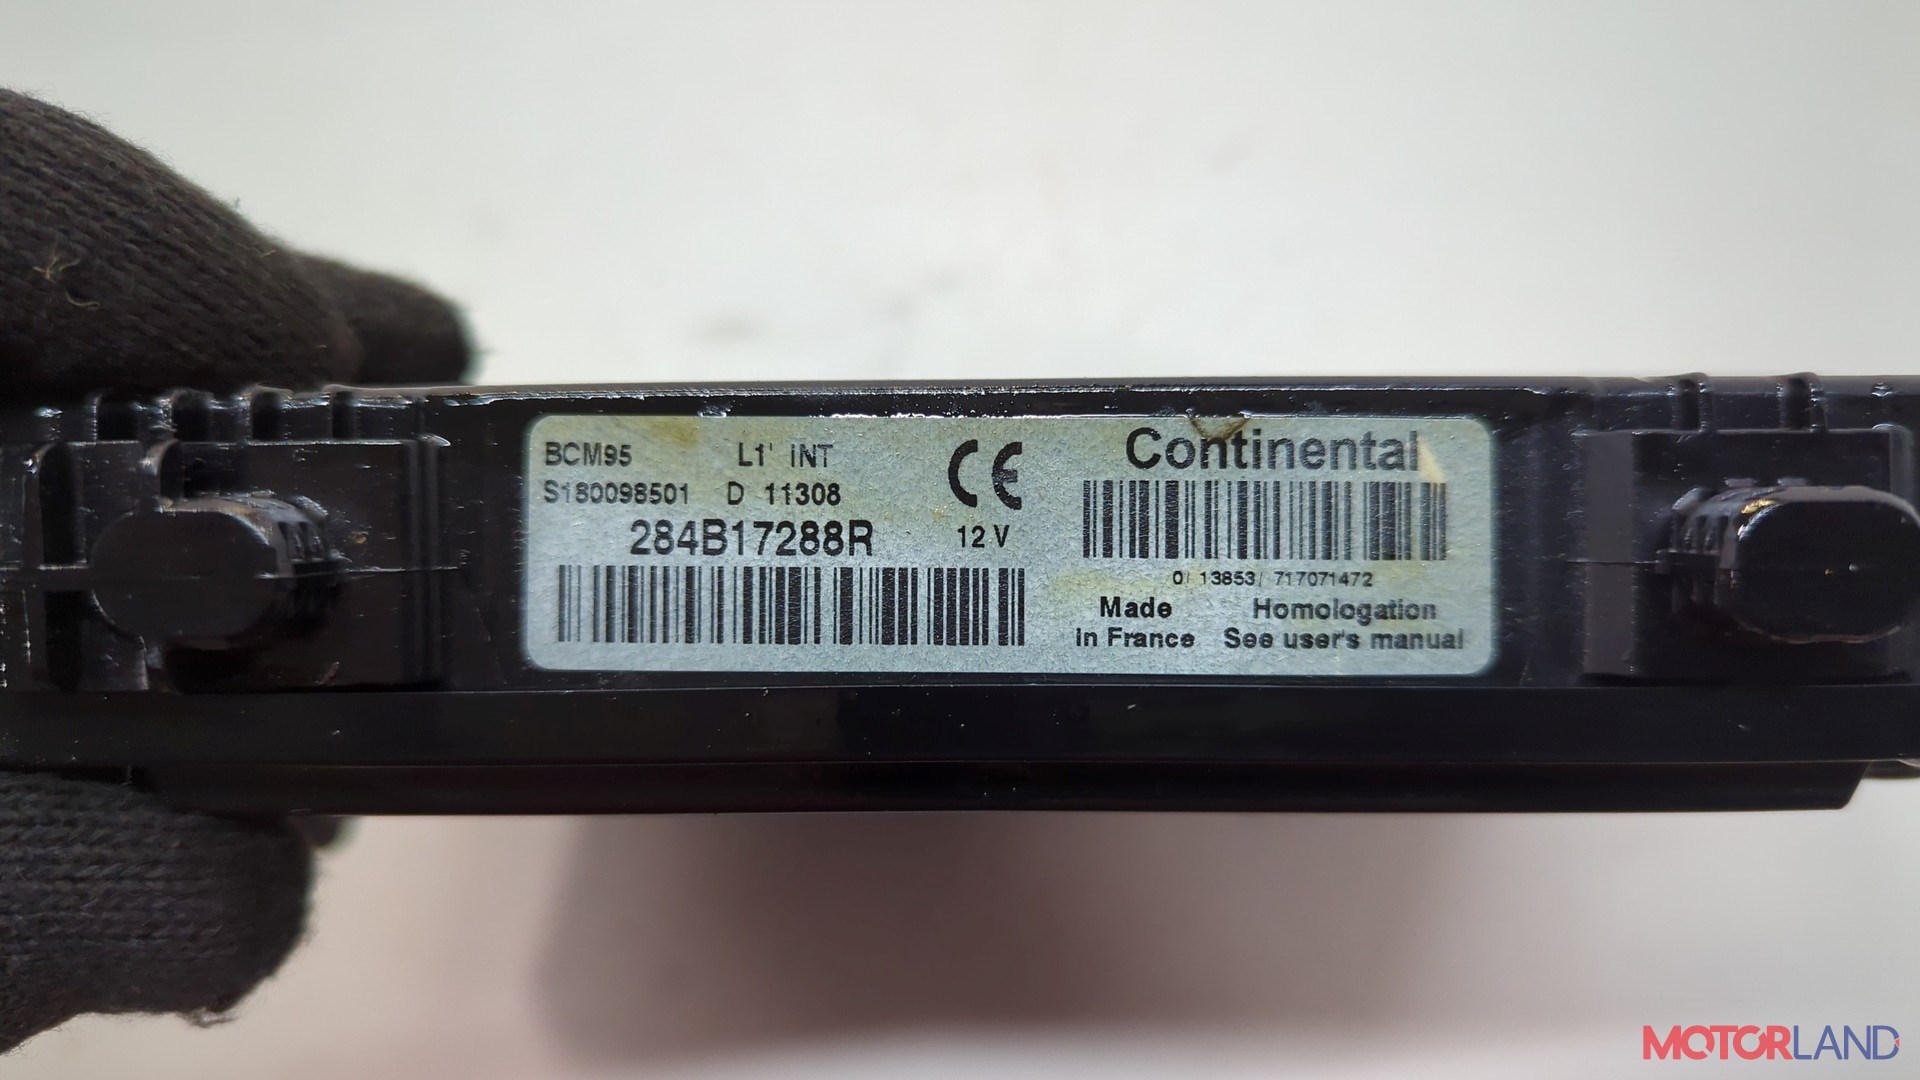 BCM95 L1' INT
S180098501 D 11308
284B17288R
CE
12 V
Continental
0/ 13853/ 717071472
Made Homologation
in France See user's manual
MOTORLAND